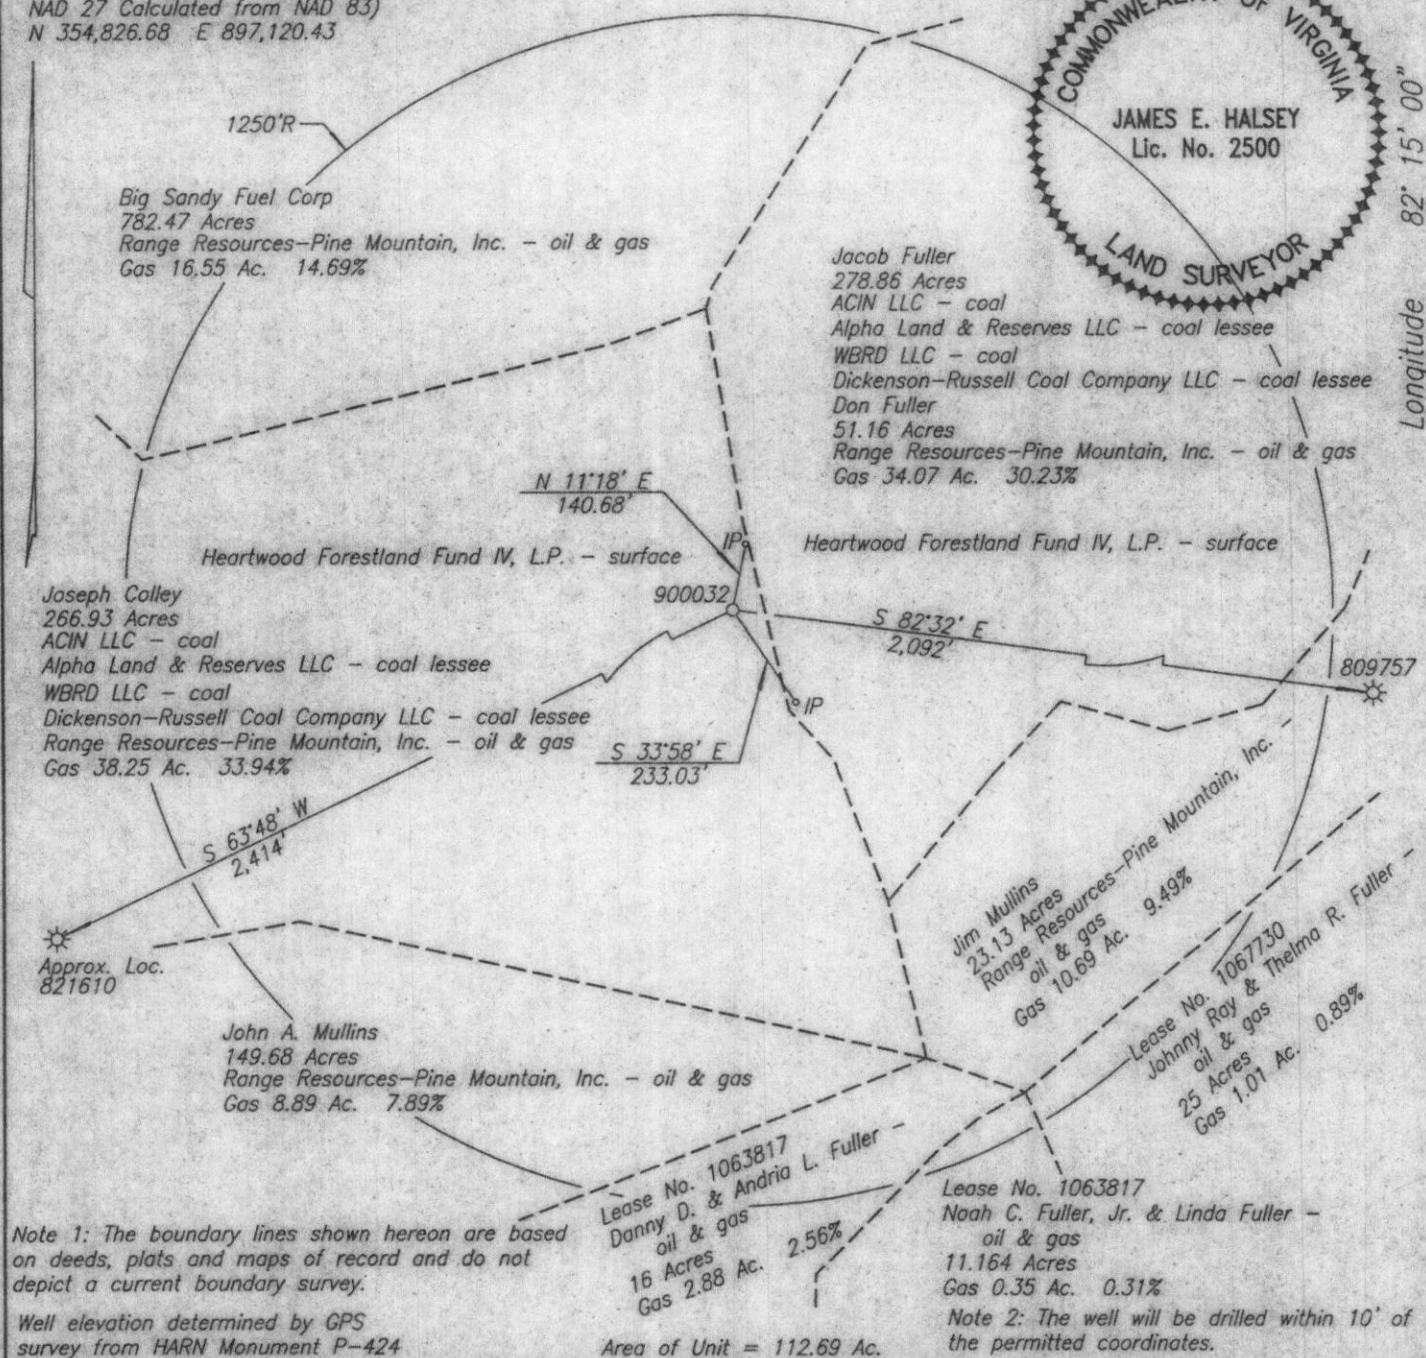 NAD 27 Calculated from NAD 83)
N 354,826.68 E 897,120.43
COMMONWEALTH OF VIRGINIA
JAMES E. HALSEY
Lic. No. 2500
LAND SURVEYOR
Longitude 82° 15' 00"
1250'R
Big Sandy Fuel Corp
782.47 Acres
Range Resources-Pine Mountain, Inc. - oil & gas
Gas 16.55 Ac. 14.69%
Jacob Fuller
278.86 Acres
ACIN LLC - coal
Alpha Land & Reserves LLC - coal lessee
WBRD LLC - coal
Dickenson-Russell Coal Company LLC - coal lessee
Don Fuller
51.16 Acres
Range Resources-Pine Mountain, Inc. - oil & gas
Gas 34.07 Ac. 30.23%
N 11°18' E
140.68'
IP
Heartwood Forestland Fund IV, L.P. - surface
Heartwood Forestland Fund IV, L.P. - surface
900032
S 82°32' E
2,092'
809757
Joseph Colley
266.93 Acres
ACIN LLC - coal
Alpha Land & Reserves LLC - coal lessee
WBRD LLC - coal
Dickenson-Russell Coal Company LLC - coal lessee
Range Resources-Pine Mountain, Inc. - oil & gas
Gas 38.25 Ac. 33.94%
IP
S 33°58' E
233.03'
S 63°48' W
2,414'
Approx. Loc.
821610
Jim Mullins
23.13 Acres
Range Resources-Pine Mountain, Inc. -
oil & gas
Gas 10.69 Ac. 9.49%
Lease No. 1067730
Johnny Ray & Thelma R. Fuller -
oil & gas
25 Acres
Gas 1.01 Ac. 0.89%
John A. Mullins
149.68 Acres
Range Resources-Pine Mountain, Inc. - oil & gas
Gas 8.89 Ac. 7.89%
Lease No. 1063817
Danny D. & Andria L. Fuller -
oil & gas
16 Acres
Gas 2.88 Ac. 2.56%
Lease No. 1063817
Noah C. Fuller, Jr. & Linda Fuller -
oil & gas
11.164 Acres
Gas 0.35 Ac. 0.31%
Note 1: The boundary lines shown hereon are based
on deeds, plats and maps of record and do not
depict a current boundary survey.
Well elevation determined by GPS
survey from HARN Monument P-424
Area of Unit = 112.69 Ac.
Note 2: The well will be drilled within 10' of
the permitted coordinates.